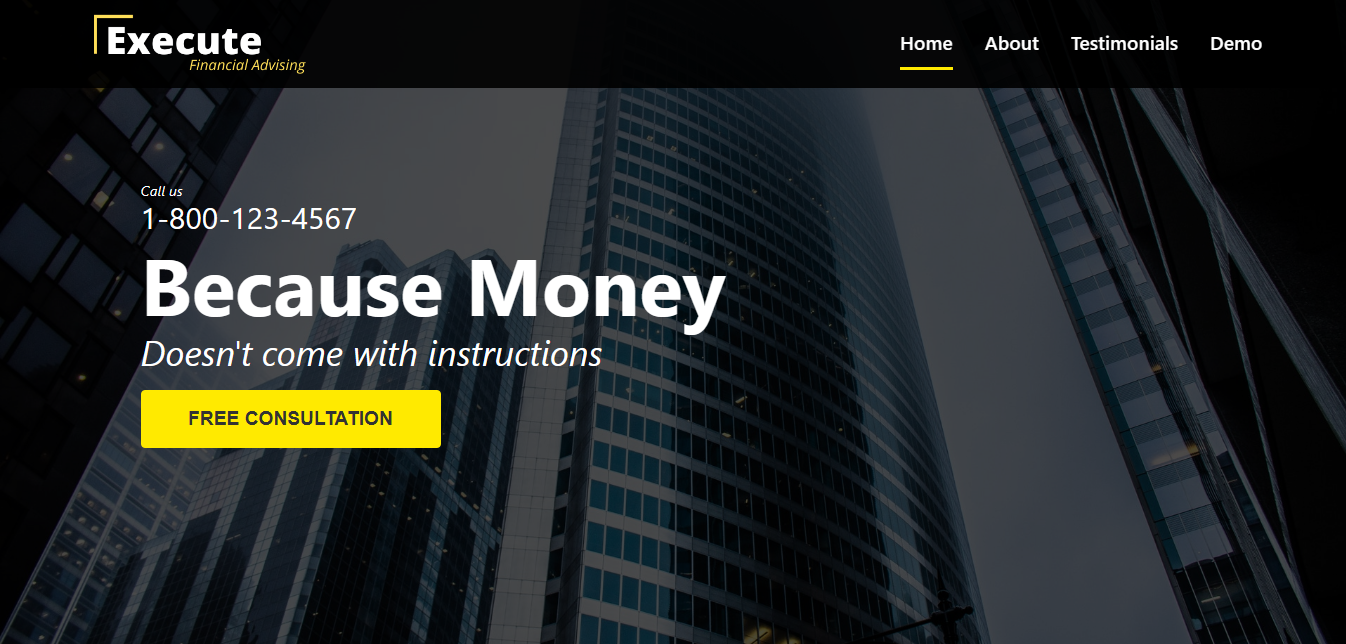 Execute
Financial Advising
Home About Testimonials Demo
Call us
1-800-123-4567
Because Money
Doesn't come with instructions
FREE CONSULTATION